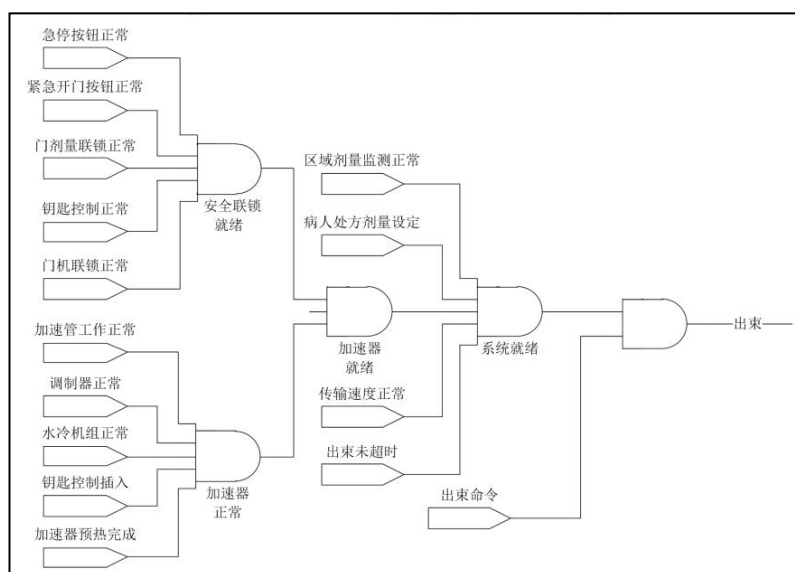 急停按钮正常
紧急开门按钮正常
门剂量联锁正常
钥匙控制正常
门机联锁正常
安全联锁
就绪
加速管工作正常
调制器正常
水冷机组正常
钥匙控制插入
加速器预热完成
加速器
正常
区域剂量监测正常
病人处方剂量设定
加速器
就绪
传输速度正常
出束未超时
系统就绪
出束命令
出束